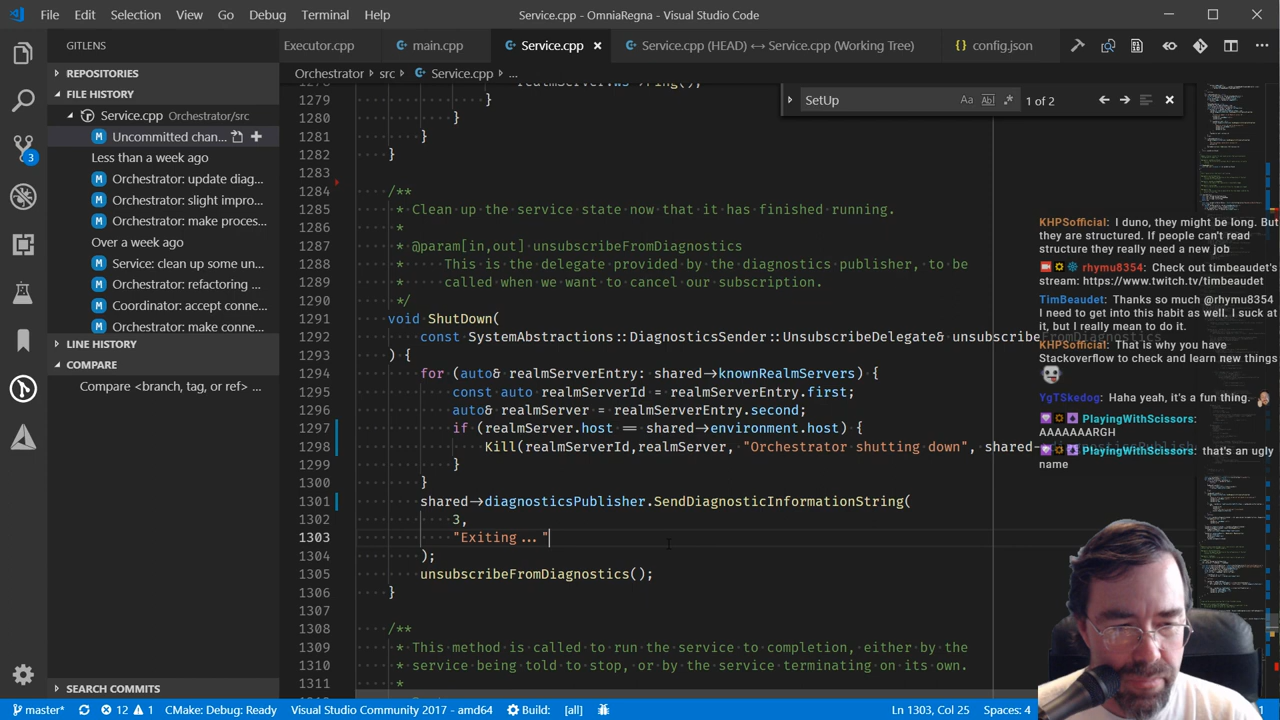 File Edit Selection View Go Debug Terminal Help
Service.cpp - OmniaRegna - Visual Studio Code
GITLENS
Executor.cpp
main.cpp
Service.cpp
Service.cpp (HEAD) ↔ Service.cpp (Working Tree)
config.json
REPOSITORIES
FILE HISTORY
Service.cpp Orchestrator/src
M Uncommitted chan...
Less than a week ago
M Orchestrator: update diag...
M Orchestrator: slight impro...
M Orchestrator: make proces...
Over a week ago
M Service: clean up some un...
M Orchestrator: refactoring ...
M Coordinator: accept conne...
M Orchestrator: make conne...
LINE HISTORY
COMPARE
Compare <branch, tag, or ref> ...
SEARCH COMMITS
3
Orchestrator > src > Service.cpp > ...
SetUp
Aa Abl .* 1 of 2
1279 }
1280 }
1281 }
1282 }
1283
1284 /**
1285 * Clean up the service state now that it has finished running.
1286 *
1287 * @param[in,out] unsubscribeFromDiagnostics
1288 * This is the delegate provided by the diagnostics publisher, to be
1289 * called when we want to cancel our subscription.
1290 */
1291 void ShutDown(
1292 const SystemAbstractions::DiagnosticsSender::UnsubscribeDelegate& unsubscribeFromDiagnostics
1293 ) {
1294 for (auto& realmServerEntry: shared->knownRealmServers) {
1295 const auto realmServerId = realmServerEntry.first;
1296 auto& realmServer = realmServerEntry.second;
1297 if (realmServer.host == shared->environment.host) {
1298 Kill(realmServerId,realmServer, "Orchestrator shutting down", shared->diagnosticsPublish
1299 }
1300 }
1301 shared->diagnosticsPublisher.SendDiagnosticInformationString(
1302 3,
1303 "Exiting..."
1304 );
1305 unsubscribeFromDiagnostics();
1306 }
1307
1308 /**
1309 * This method is called to run the service to completion, either by the
1310 * service being told to stop, or by the service terminating on its own.
1311 *
KHPSofficial: I duno, they might be long. But
they are structured. If people can't read
structure they really need a new job
rhymu8354: Check out timbeaudet's
stream: https://www.twitch.tv/timbeaudet
TimBeaudet: Thanks so much @rhymu8354
I need to get into this habit as well. I suck at
it, but I really mean to do it.
KHPSofficial: That is why you have
Stackoverflow to check and learn new things
YgTSkedog: Haha yeah, it's a fun thing.
PlayingWithScissors:
AAAAAAARGH
PlayingWithScissors: that's an ugly
name
master* 12 1 CMake: Debug: Ready Visual Studio Community 2017 - amd64 Build: [all] Ln 1303, Col 25 Spaces: 4